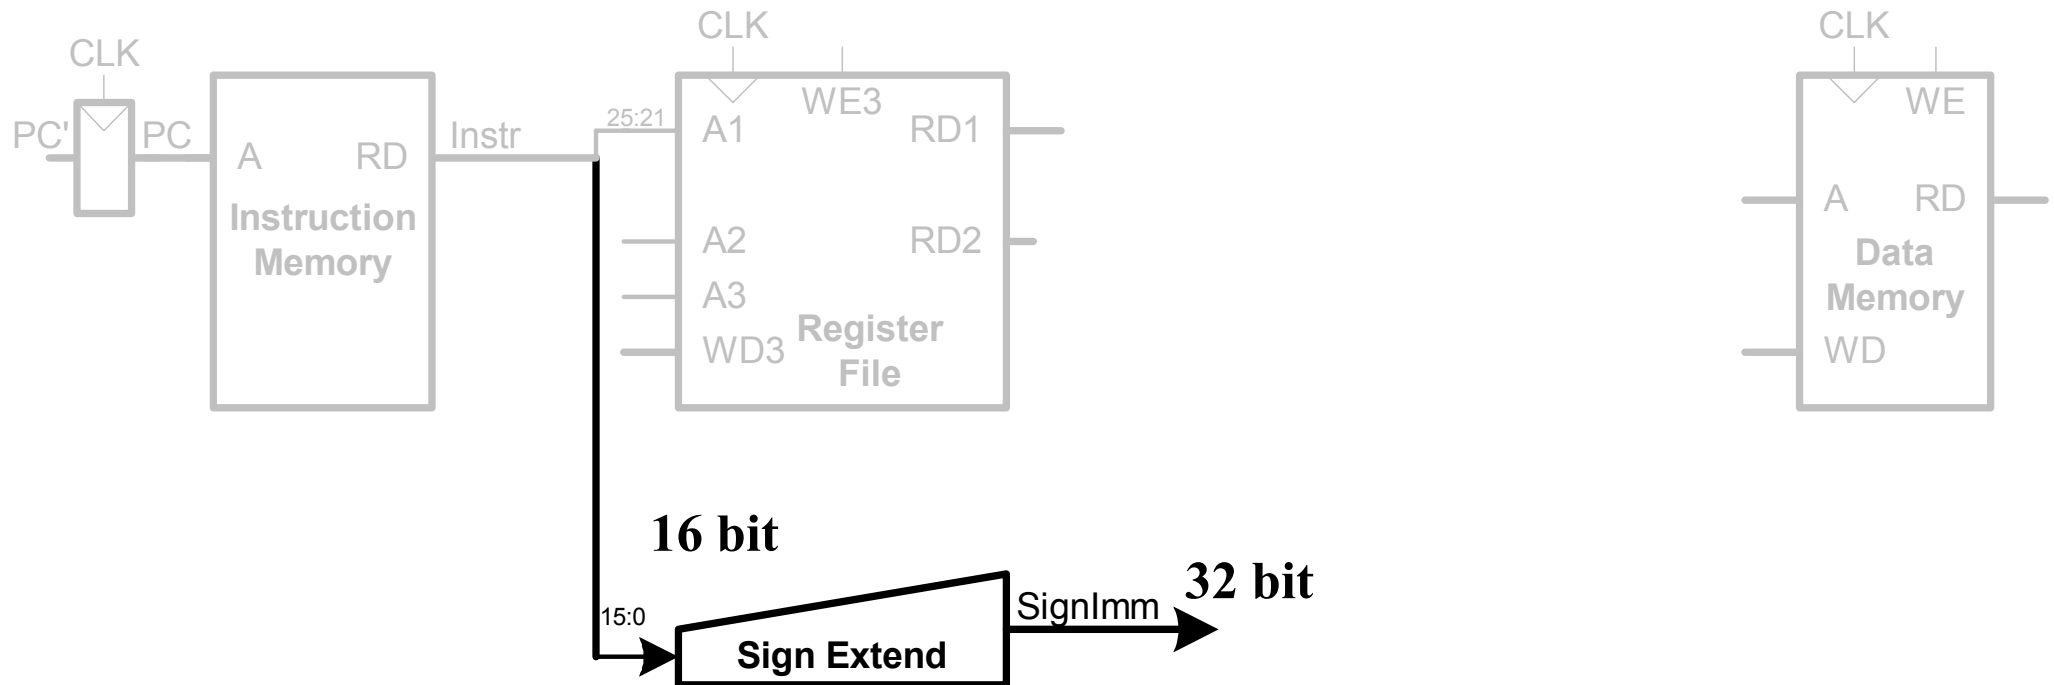 CLK
PC'
PC
A
RD
Instruction
Memory
Instr
25:21
CLK
WE3
A1
RD1
A2
RD2
A3
WD3
Register
File
CLK
WE
A
RD
Data
Memory
WD
16 bit
15:0
Sign Extend
SignImm
32 bit